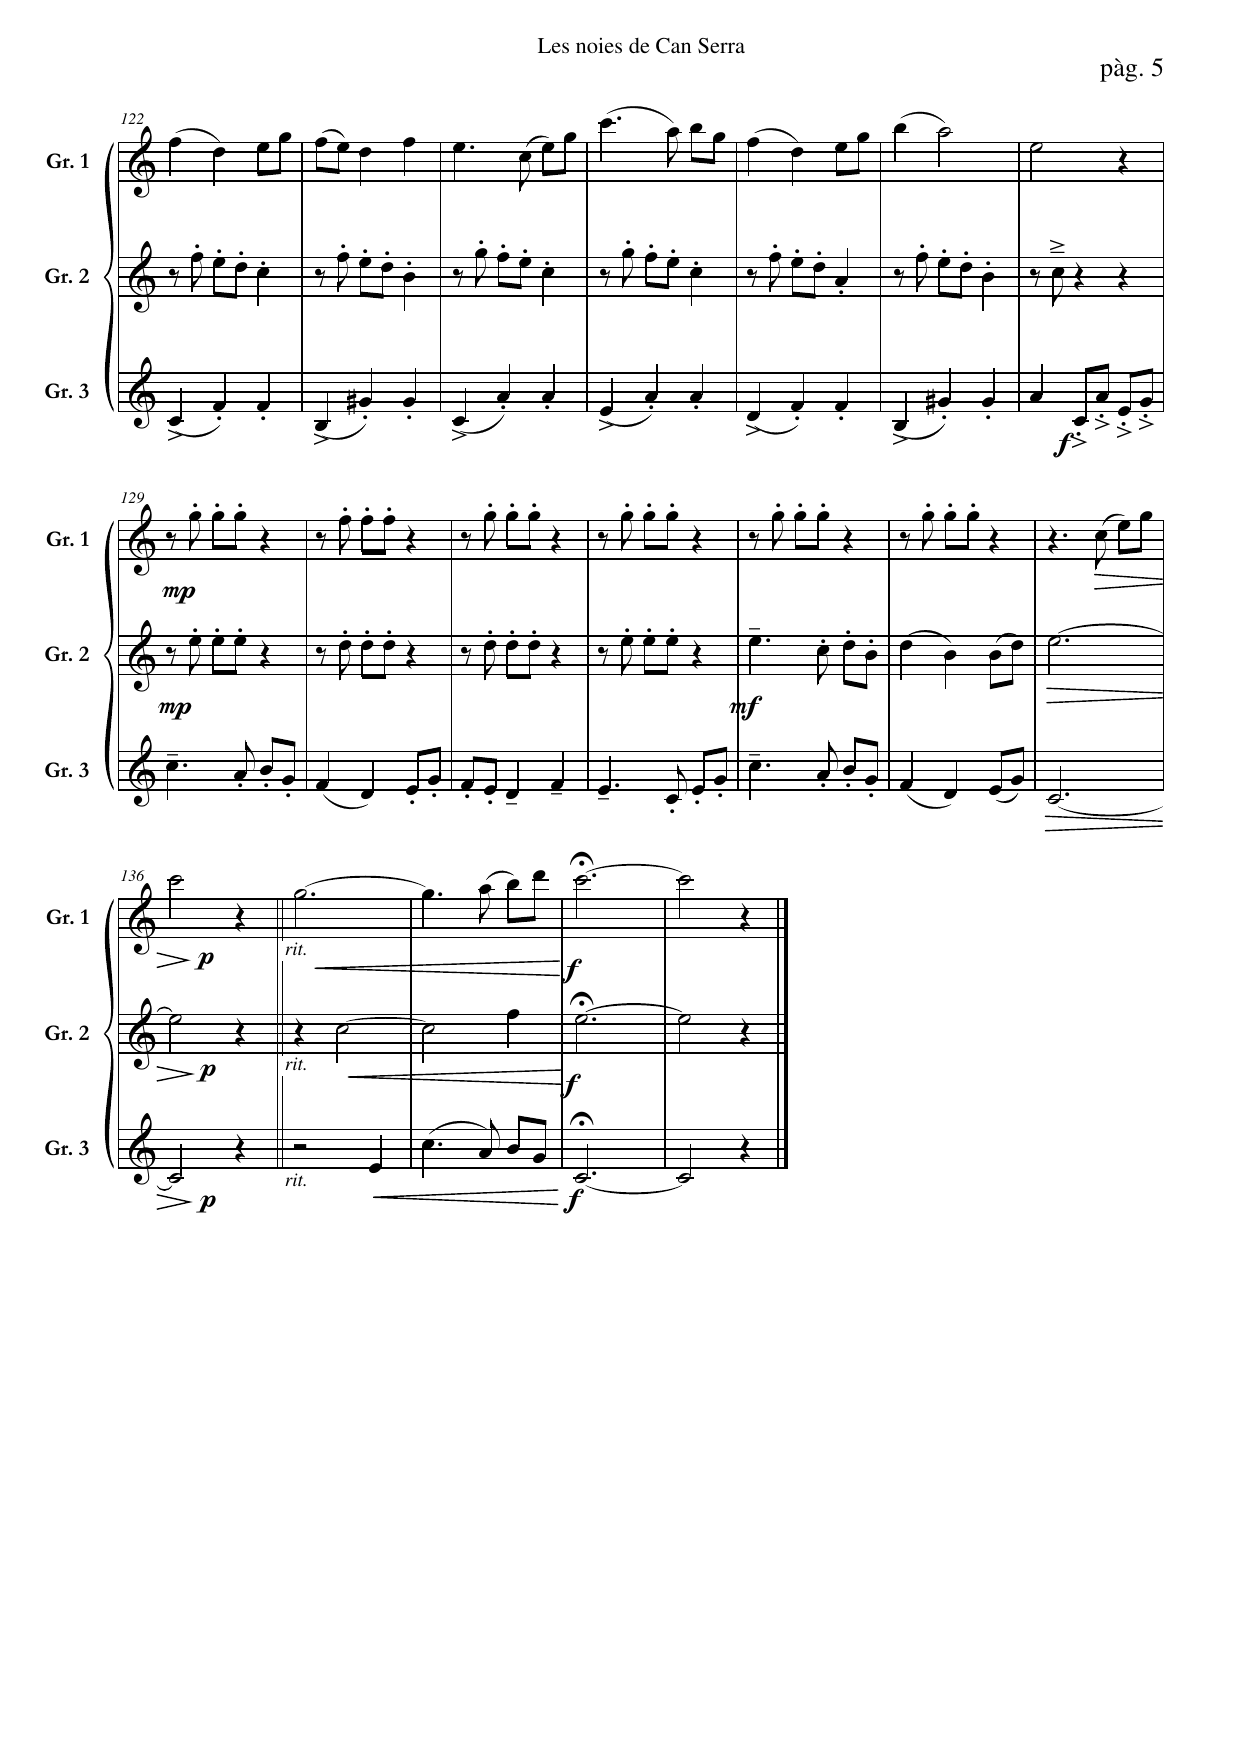 Les noies de Can Serra
pàg. 5
122
Gr. 1
Gr. 2
Gr. 3
f
129
Gr. 1
mp
Gr. 2
mp mf
Gr. 3
136
Gr. 1
p rit. f
Gr. 2
p rit. f
Gr. 3
p rit. f